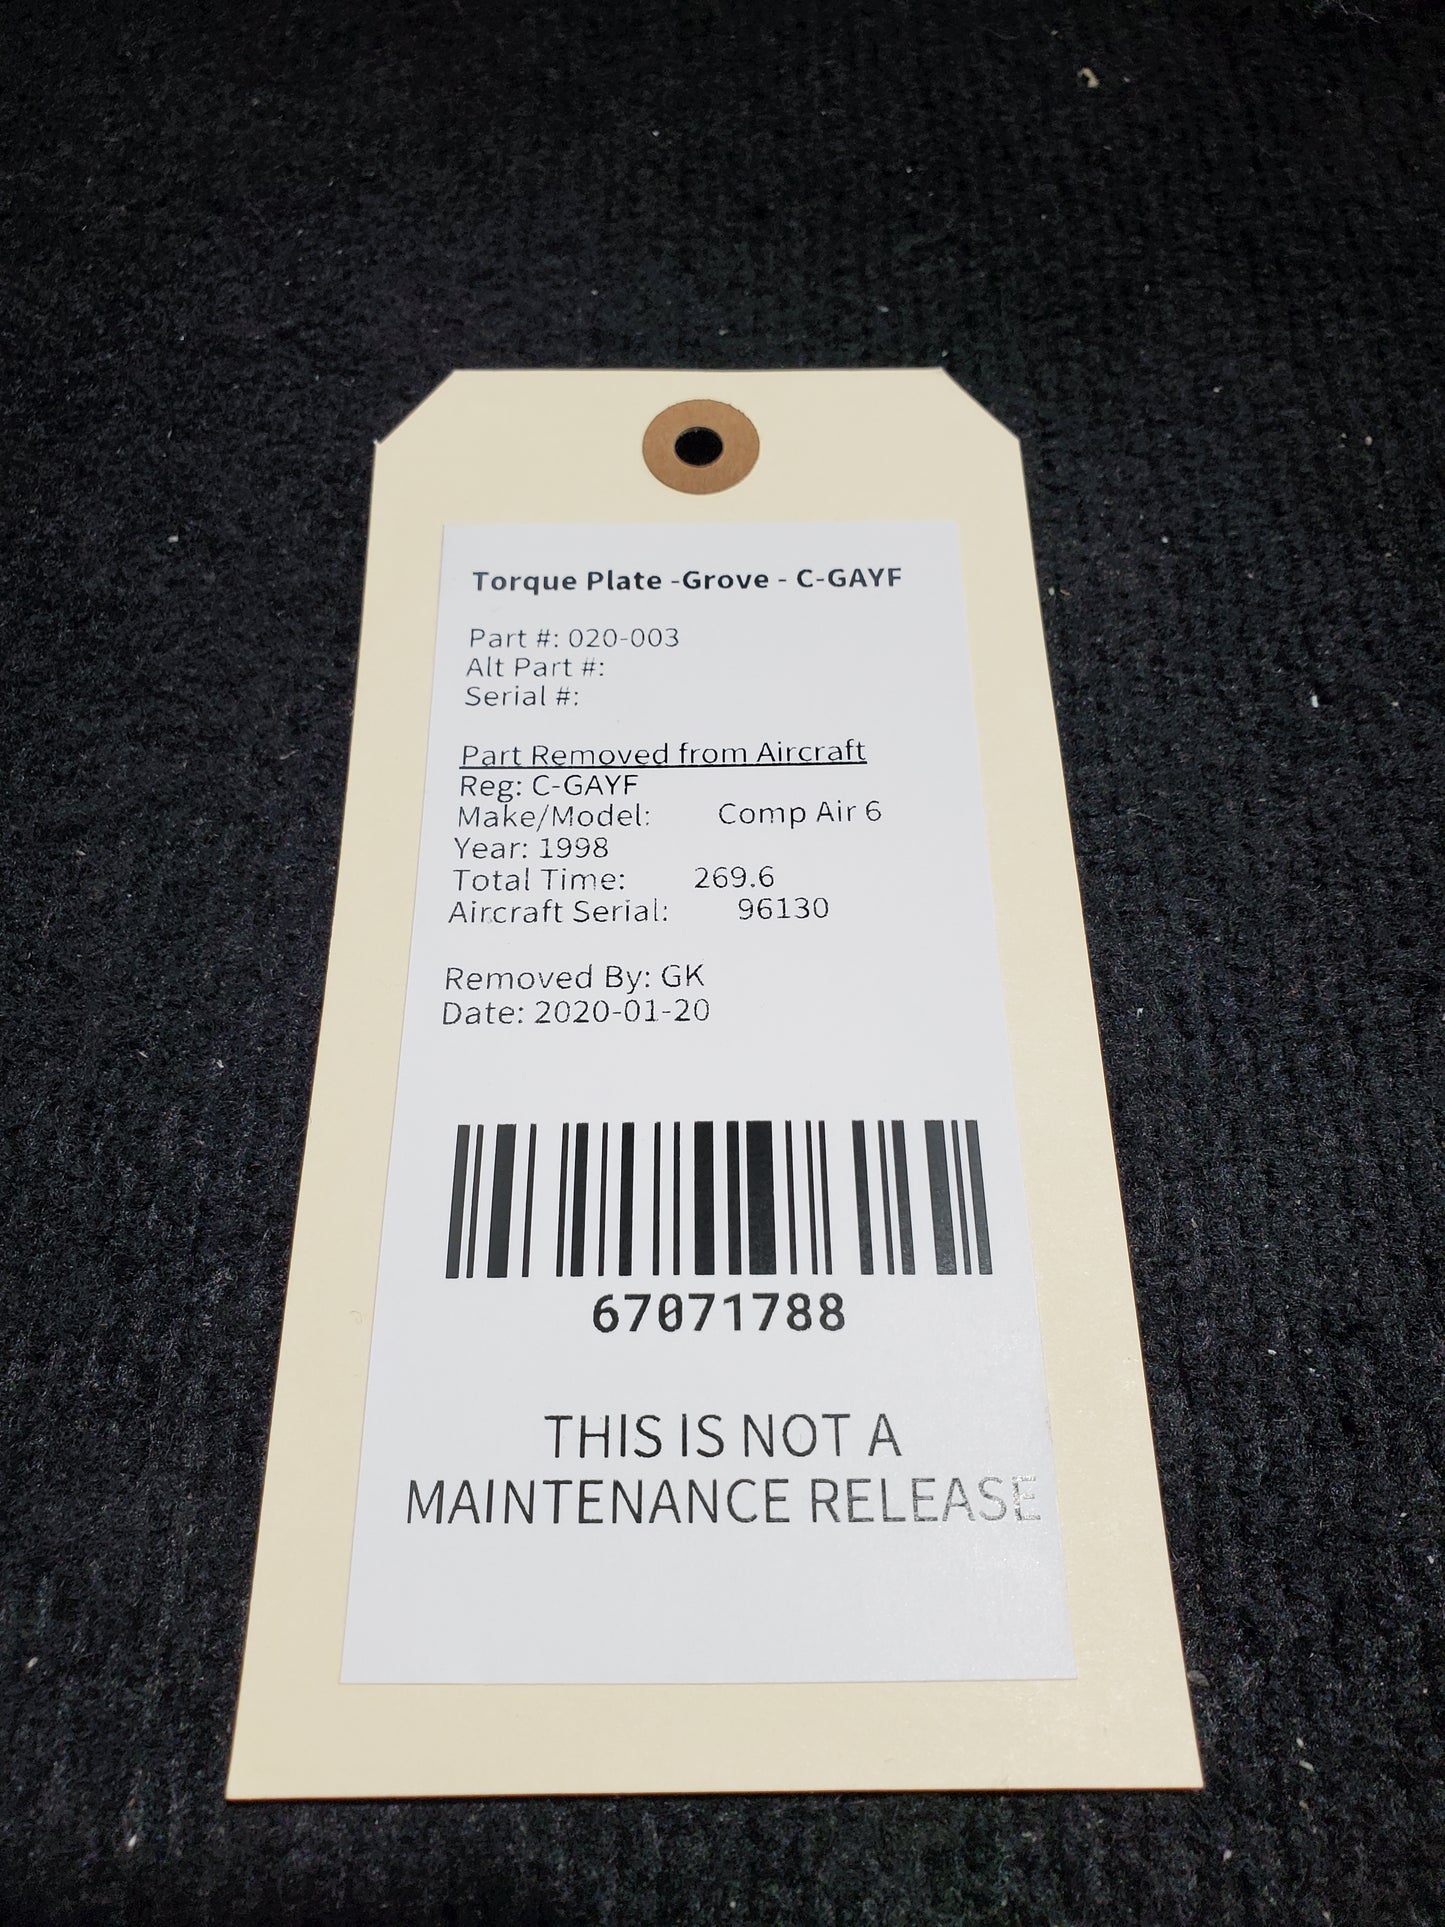 Torque Plate -Grove - C-GAYF
Part #: 020-003
Alt Part #:
Serial #:
Part Removed from Aircraft
Reg: C-GAYF
Make/Model: Comp Air 6
Year: 1998
Total Time: 269.6
Aircraft Serial: 96130
Removed By: GK
Date: 2020-01-20
67071788
THIS IS NOT A
MAINTENANCE RELEASE